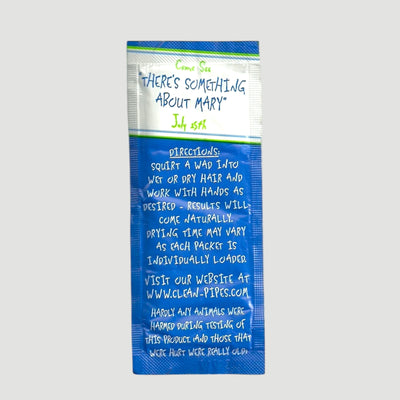 Come See
"THERE'S SOMETHING
ABOUT MARY"
July 15th
DIRECTIONS:
SQUIRT A WAD INTO
WET OR DRY HAIR AND
WORK WITH HANDS AS
DESIRED - RESULTS WILL
COME NATURALLY.
DRYING TIME MAY VARY
AS EACH PACKET IS
INDIVIDUALLY LOADED.
VISIT OUR WEBSITE AT
WWW.CLEAN-PIPES.COM
HARDLY ANY ANIMALS WERE
HARMED DURING TESTING OF
THIS PRODUCT. (AND THOSE THAT
WERE HURT WERE REALLY OLD)